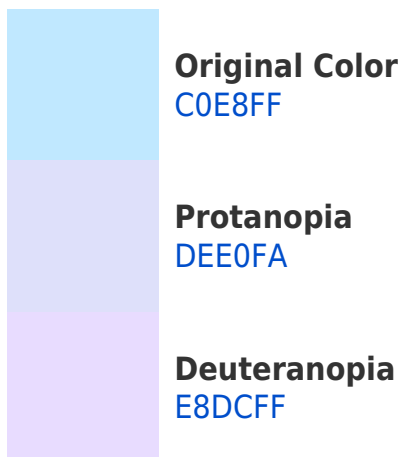 Original Color
C0E8FF
Protanopia
DEE0FA
Deuteranopia
E8DCFF